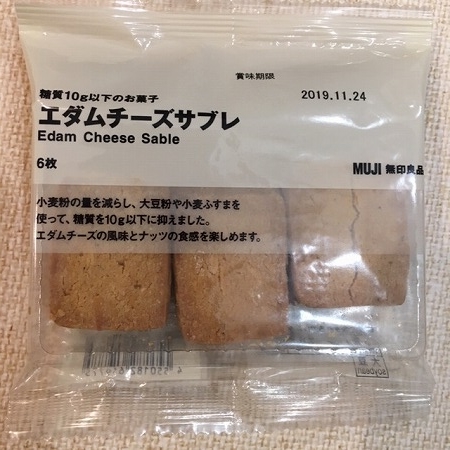 賞味期限
2019.11.24
糖質10g以下のお菓子
エダムチーズサブレ
Edam Cheese Sable
6枚
MUJI 無印良品
小麦粉の量を減らし、大豆粉や小麦ふすまを
使って、糖質を10g以下に抑えました。
エダムチーズの風味とナッツの食感を楽しめます。
soybean